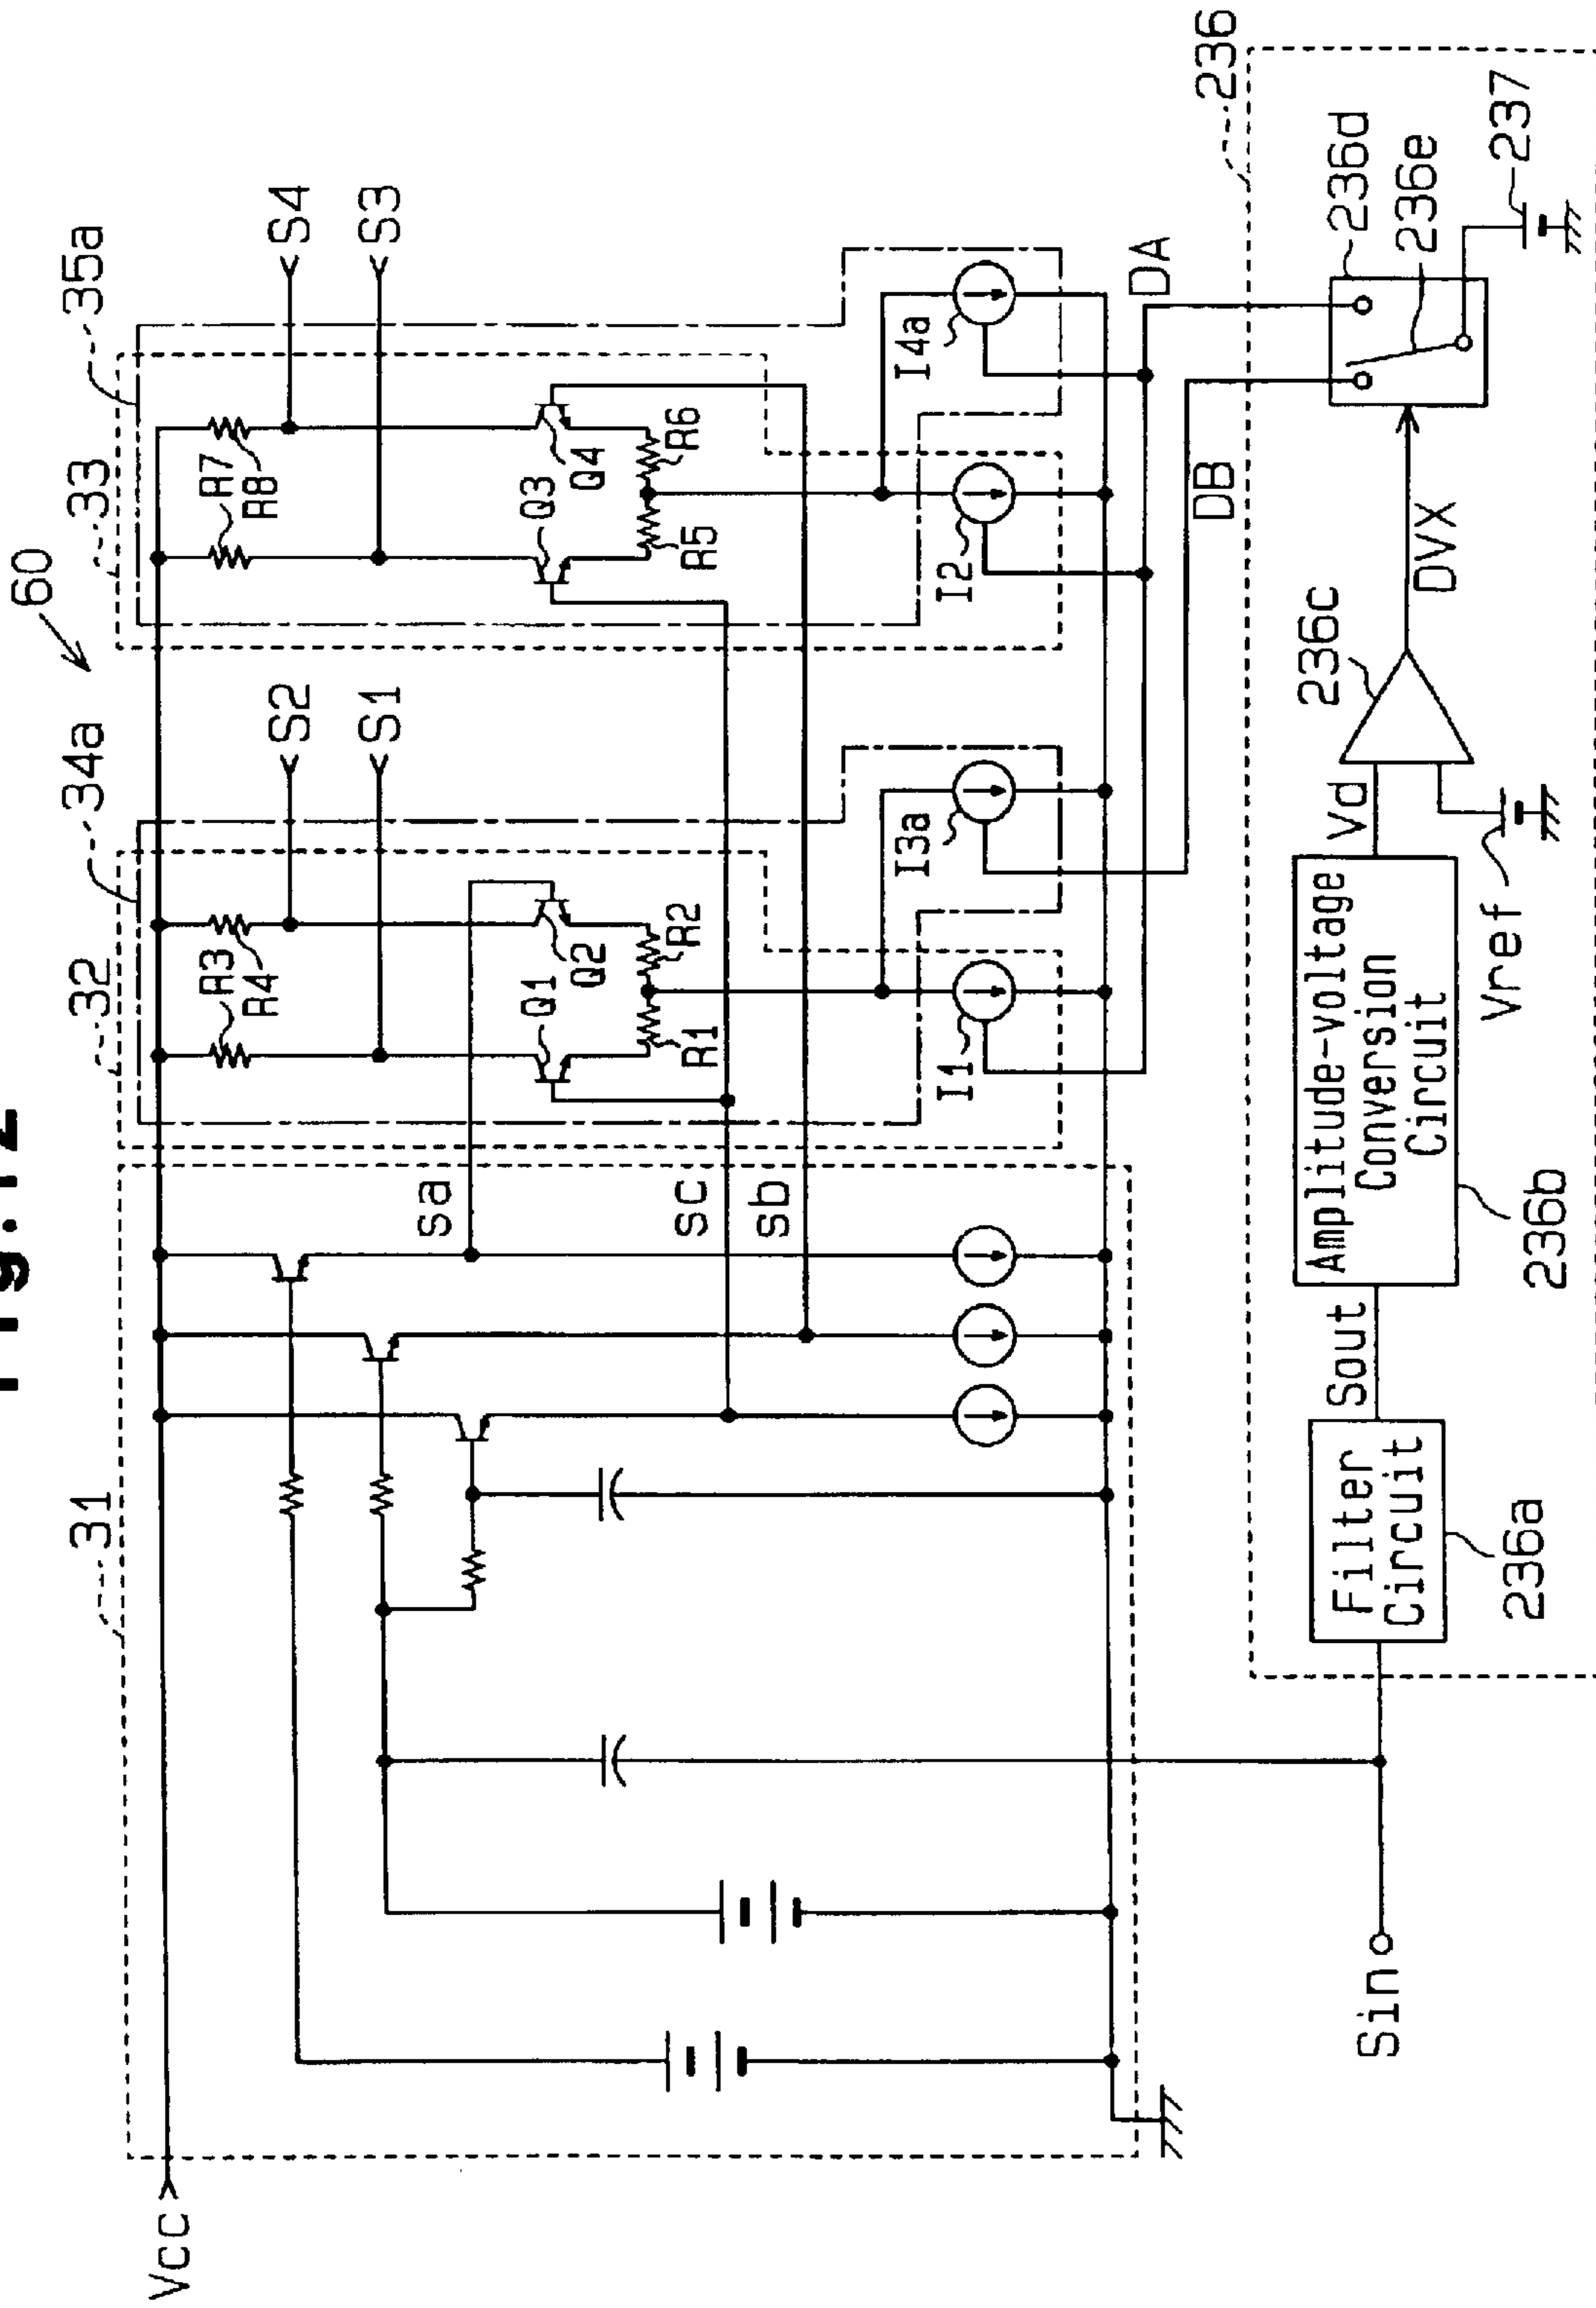 60
31
32
34a
33
35a
Vcc
R3
R4
S2
S1
R7
R8
S4
S3
sa
Q1
Q2
Q3
Q4
R1
R2
R5
R6
sc
sb
I1
I3a
I2
I4a
DA
DB
236
Sin
Filter
Circuit
236a
Sout
Amplitude-voltage
Conversion
Circuit
236b
Vd
Vref
236c
DVX
236d
236e
237